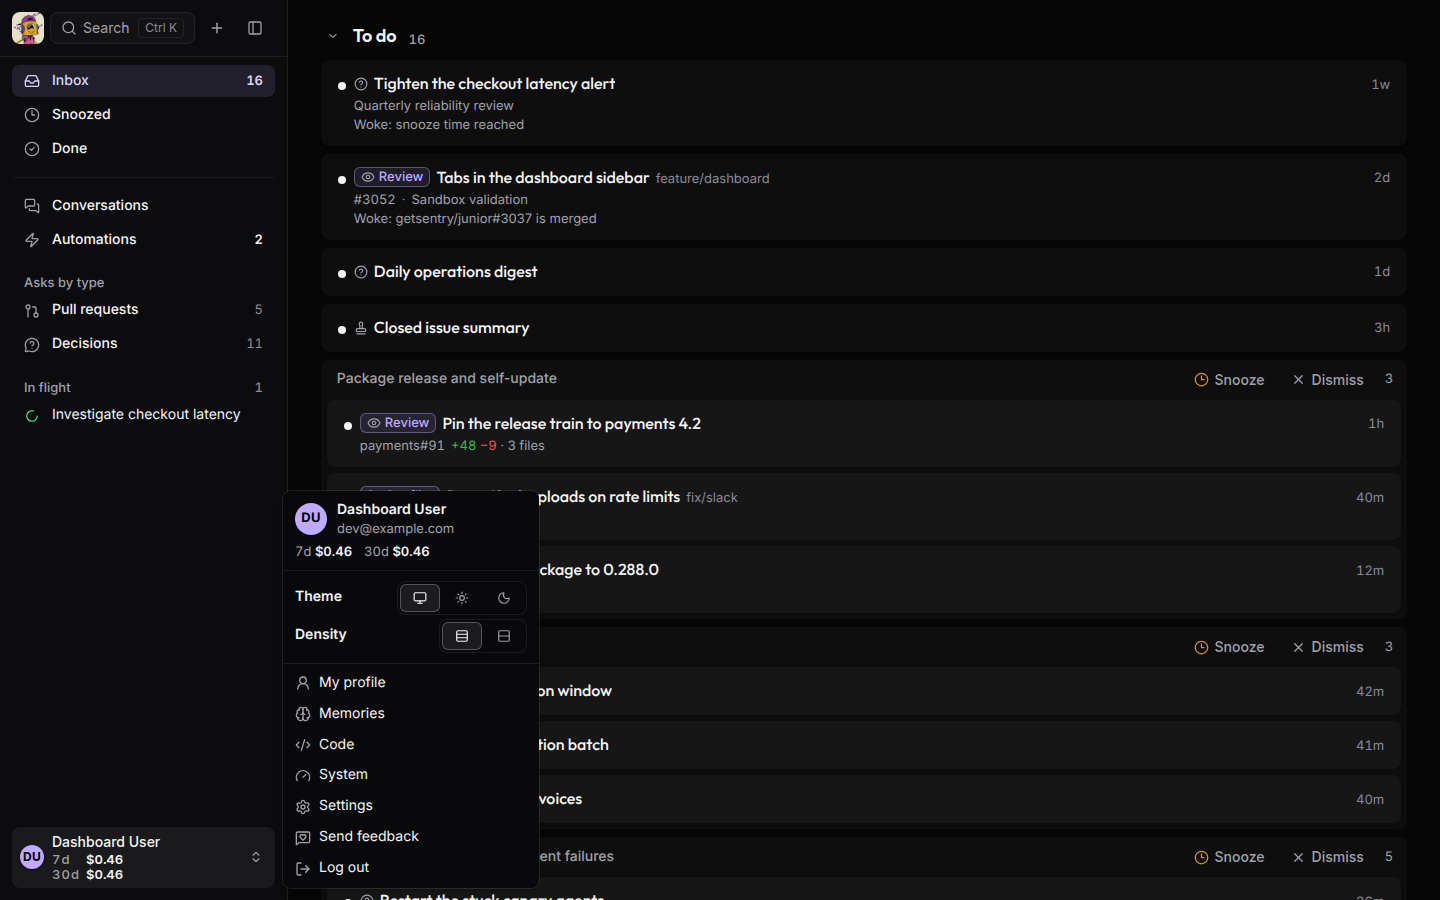 Search Ctrl K
Inbox 16
Snoozed
Done
Conversations
Automations 2
Asks by type
Pull requests 5
Decisions 11
In flight 1
Investigate checkout latency
DU Dashboard User
7d $0.46
30d $0.46
To do 16
Tighten the checkout latency alert 1w
Quarterly reliability review
Woke: snooze time reached
Review Tabs in the dashboard sidebar feature/dashboard 2d
#3052 · Sandbox validation
Woke: getsentry/junior#3037 is merged
Daily operations digest 1d
Closed issue summary 3h
Package release and self-update Snooze Dismiss 3
Review Pin the release train to payments 4.2 1h
payments#91 +48 −9 · 3 files
ploads on rate limits fix/slack 40m
ckage to 0.288.0 12m
Snooze Dismiss 3
on window 42m
tion batch 41m
voices 40m
ent failures Snooze Dismiss 5
Restart the stuck canary agents
DU Dashboard User
dev@example.com
7d $0.46 30d $0.46
Theme
Density
My profile
Memories
Code
System
Settings
Send feedback
Log out